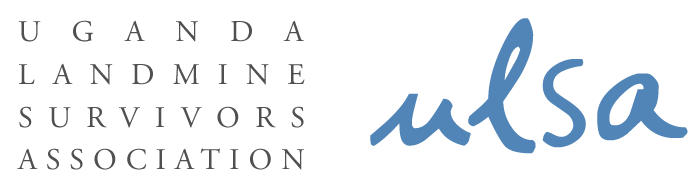 UGANDA
LANDMINE
SURVIVORS
ASSOCIATION
ulsa